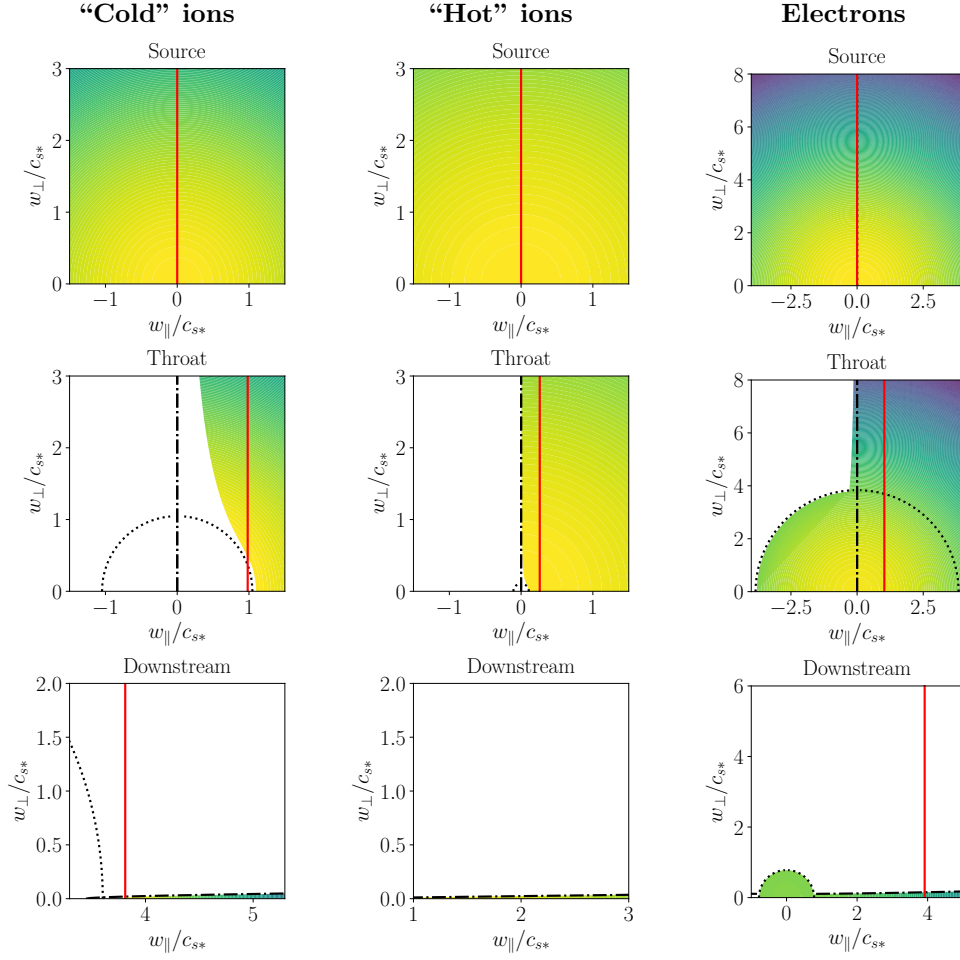 “Cold” ions
“Hot” ions
Electrons
Source
Source
Source
3
2
1
0
w⊥/cs*
−1 0 1
w∥/cs*
3
2
1
0
w⊥/cs*
−1 0 1
w∥/cs*
8
6
4
2
0
w⊥/cs*
−2.5 0.0 2.5
w∥/cs*
Throat
Throat
Throat
3
2
1
0
w⊥/cs*
−1 0 1
w∥/cs*
3
2
1
0
w⊥/cs*
−1 0 1
w∥/cs*
8
6
4
2
0
w⊥/cs*
−2.5 0.0 2.5
w∥/cs*
Downstream
Downstream
Downstream
2.0
1.5
1.0
0.5
0.0
w⊥/cs*
4 5
w∥/cs*
2.0
1.5
1.0
0.5
0.0
w⊥/cs*
1 2 3
w∥/cs*
6
4
2
0
w⊥/cs*
0 2 4
w∥/cs*